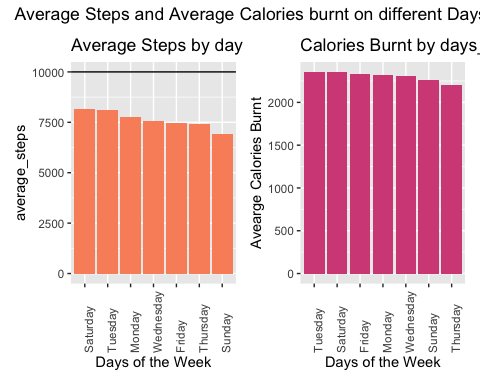 Average Steps and Average Calories burnt on different Days
Average Steps by day
average_steps
10000
7500
5000
2500
0
Saturday
Tuesday
Monday
Wednesday
Friday
Thursday
Sunday
Days of the Week
Calories Burnt by days_
Avearge Calories Burnt
2000
1500
1000
500
0
Tuesday
Saturday
Friday
Monday
Wednesday
Sunday
Thursday
Days of the Week